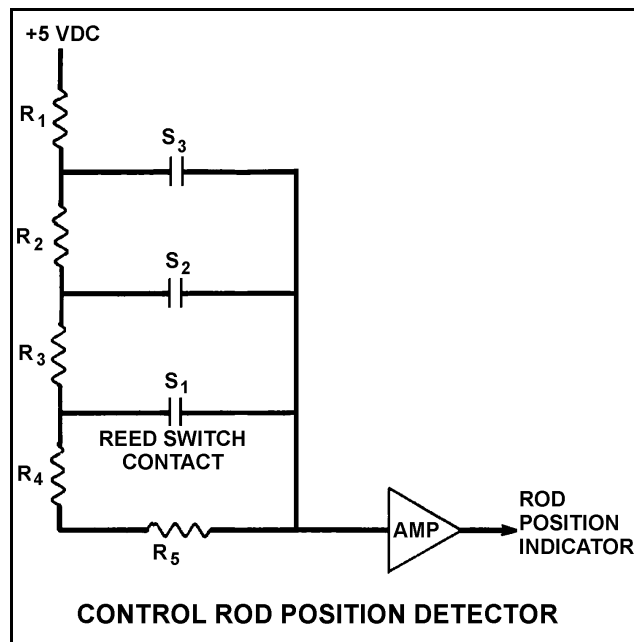 +5 VDC
R1
S3
R2
S2
R3
S1
REED SWITCH
CONTACT
R4
R5
AMP
ROD
POSITION
INDICATOR
CONTROL ROD POSITION DETECTOR